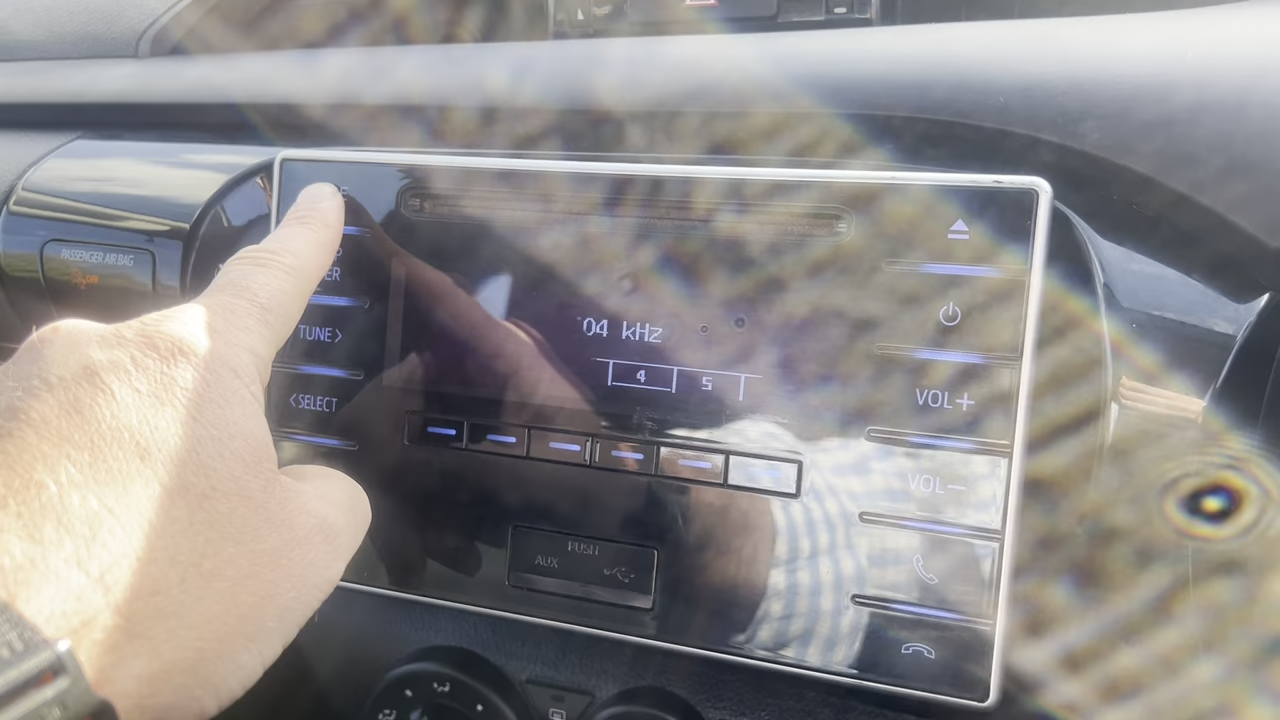 PASSENGER AIR BAG
TUNE>
<SELECT
04 kHz
4 5
VOL+
VOL-
PUSH
AUX